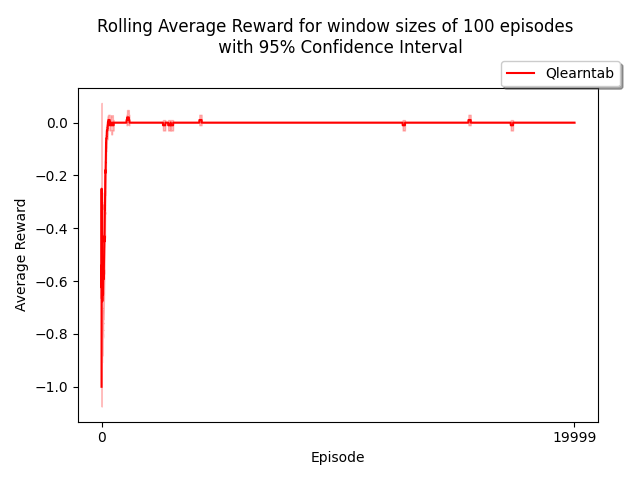 Rolling Average Reward for window sizes of 100 episodes
with 95% Confidence Interval
Qlearntab
0.0
−0.2
−0.4
−0.6
−0.8
−1.0
Average Reward
0
19999
Episode